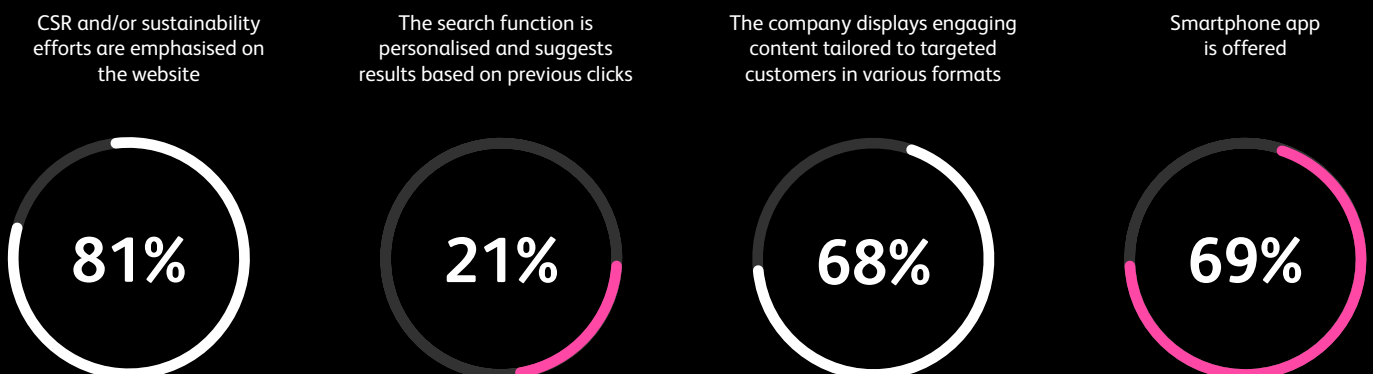 CSR and/or sustainability
efforts are emphasised on
the website
The search function is
personalised and suggests
results based on previous clicks
The company displays engaging
content tailored to targeted
customers in various formats
Smartphone app
is offered
81%
21%
68%
69%